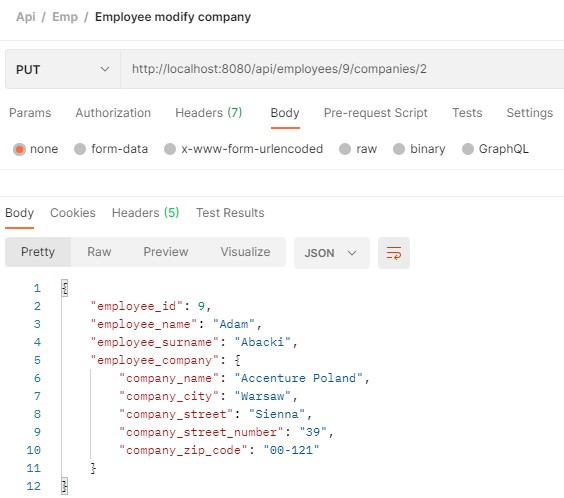 Api / Emp / Employee modify company
PUT http://localhost:8080/api/employees/9/companies/2
Params Authorization Headers (7) Body Pre-request Script Tests Settings
none form-data x-www-form-urlencoded raw binary GraphQL
Body Cookies Headers (5) Test Results
Pretty Raw Preview Visualize JSON
1 {
2 "employee_id": 9,
3 "employee_name": "Adam",
4 "employee_surname": "Abacki",
5 "employee_company": {
6 "company_name": "Accenture Poland",
7 "company_city": "Warsaw",
8 "company_street": "Sienna",
9 "company_street_number": "39",
10 "company_zip_code": "00-121"
11 }
12 }